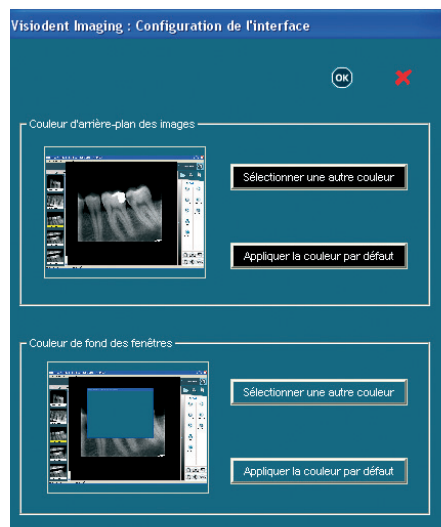 Visiodent Imaging : Configuration de l'interface
OK
Couleur d'arrière-plan des images
Sélectionner une autre couleur
Appliquer la couleur par défaut
Couleur de fond des fenêtres
Sélectionner une autre couleur
Appliquer la couleur par défaut